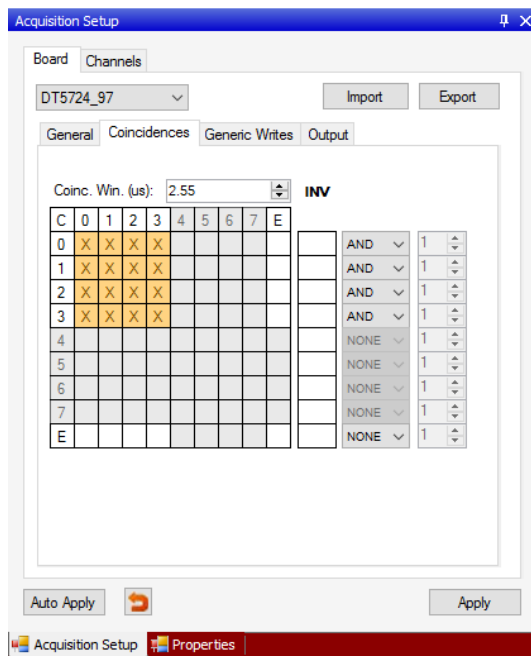 Acquisition Setup
Board Channels
DT5724_97 Import Export
General Coincidences Generic Writes Output
Coinc. Win. (us): 2.55 INV
C 0 1 2 3 4 5 6 7 E
0 X X X X AND 1
1 X X X X AND 1
2 X X X X AND 1
3 X X X X AND 1
4 NONE 1
5 NONE 1
6 NONE 1
7 NONE 1
E NONE 1
Auto Apply Apply
Acquisition Setup Properties